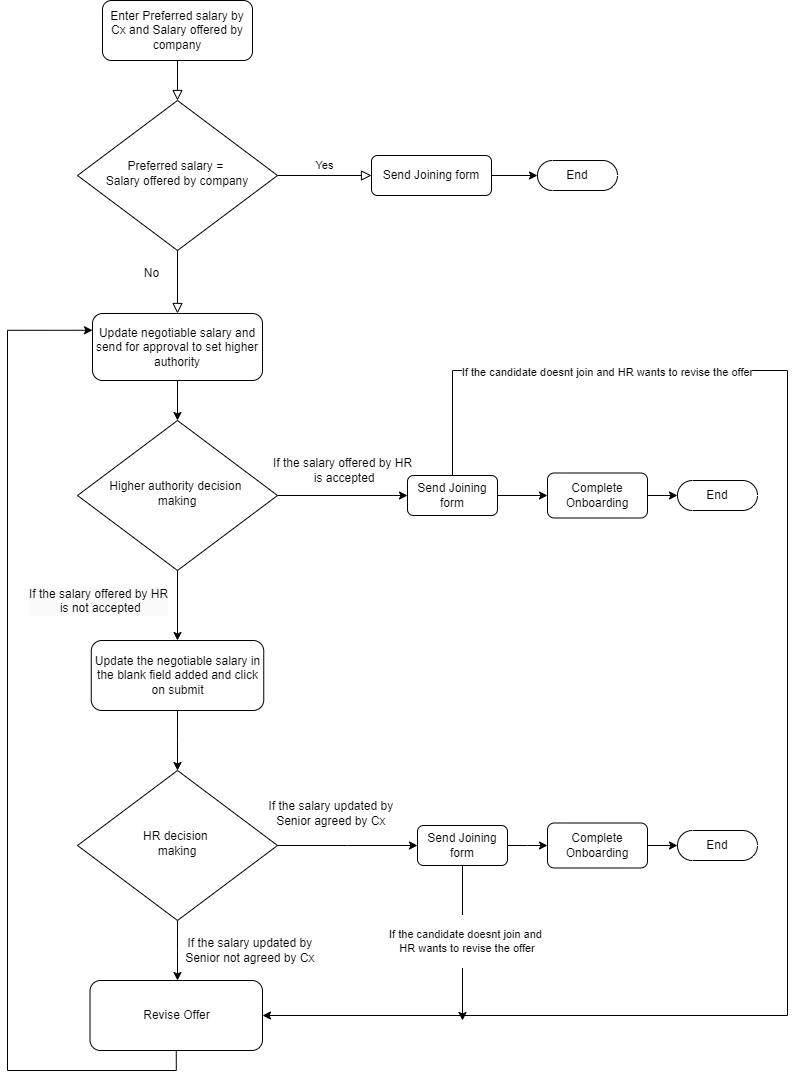 Enter Preferred salary by
Cx and Salary offered by
company
Preferred salary =
Salary offered by company
Yes
Send Joining form
End
No
Update negotiable salary and
send for approval to set higher
authority
If the candidate doesnt join and HR wants to revise the offer
Higher authority decision
making
If the salary offered by HR
is accepted
Send Joining
form
Complete
Onboarding
End
If the salary offered by HR
is not accepted
Update the negotiable salary in
the blank field added and click
on submit
HR decision
making
If the salary updated by
Senior agreed by Cx
Send Joining
form
Complete
Onboarding
End
If the salary updated by
Senior not agreed by Cx
If the candidate doesnt join and
HR wants to revise the offer
Revise Offer